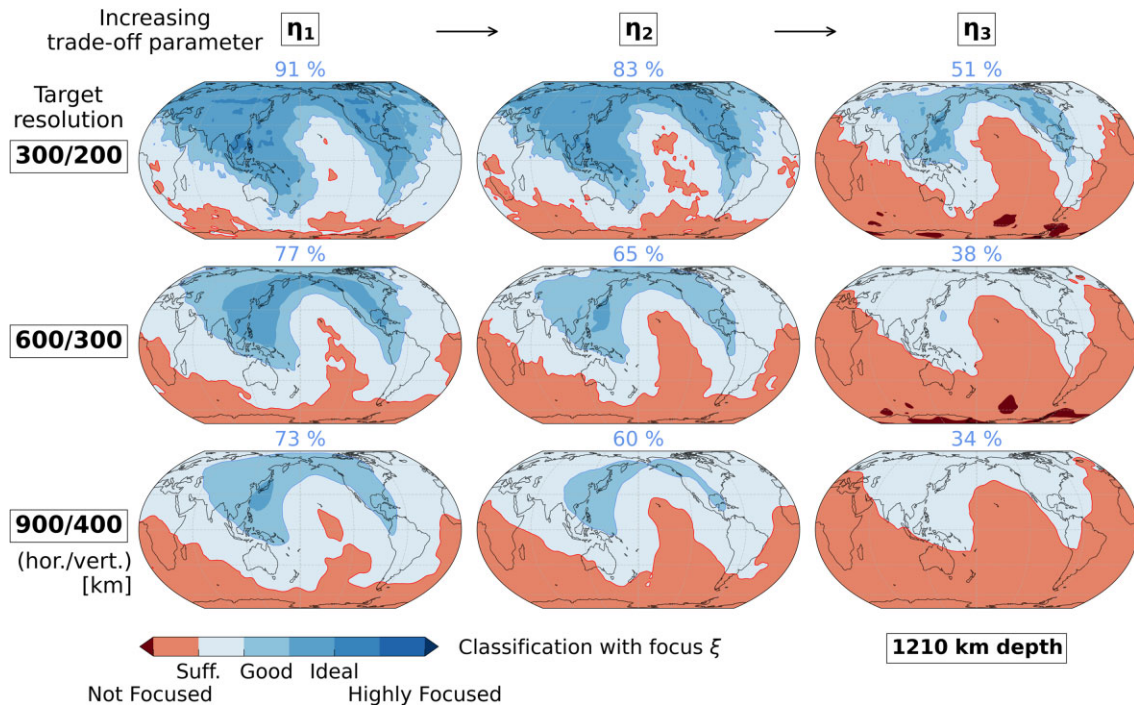 Increasing
trade-off parameter
η₁
η₂
η₃
91 %
83 %
51 %
Target
resolution
300/200
77 %
65 %
38 %
600/300
73 %
60 %
34 %
900/400
(hor./vert.)
[km]
Classification with focus ξ
1210 km depth
Suff.
Good
Ideal
Not Focused
Highly Focused